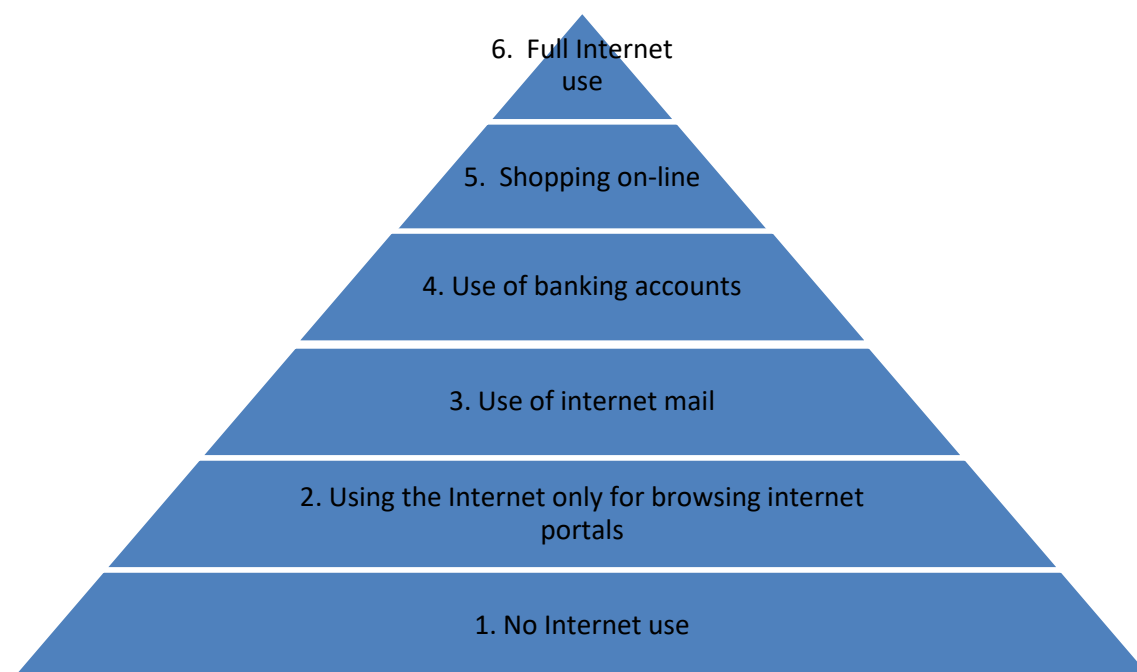 6. Full Internet
use
5. Shopping on-line
4. Use of banking accounts
3. Use of internet mail
2. Using the Internet only for browsing internet
portals
1. No Internet use